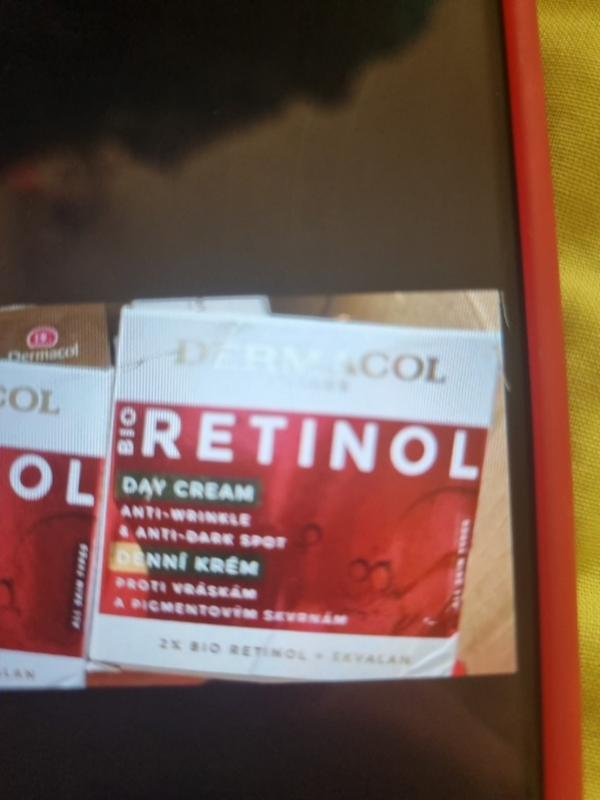 Dermacol
COL
DERMACOL
BIO
RETINOL
OL
DAY CREAM
ANTI-WRINKLE
& ANTI-DARK SPOT
DENNÍ KRÉM
PROTI VRÁSKÁM
A PIGMENTOVÝM SKVRNÁM
2% BIO RETINOL + SKVALAN
LAN